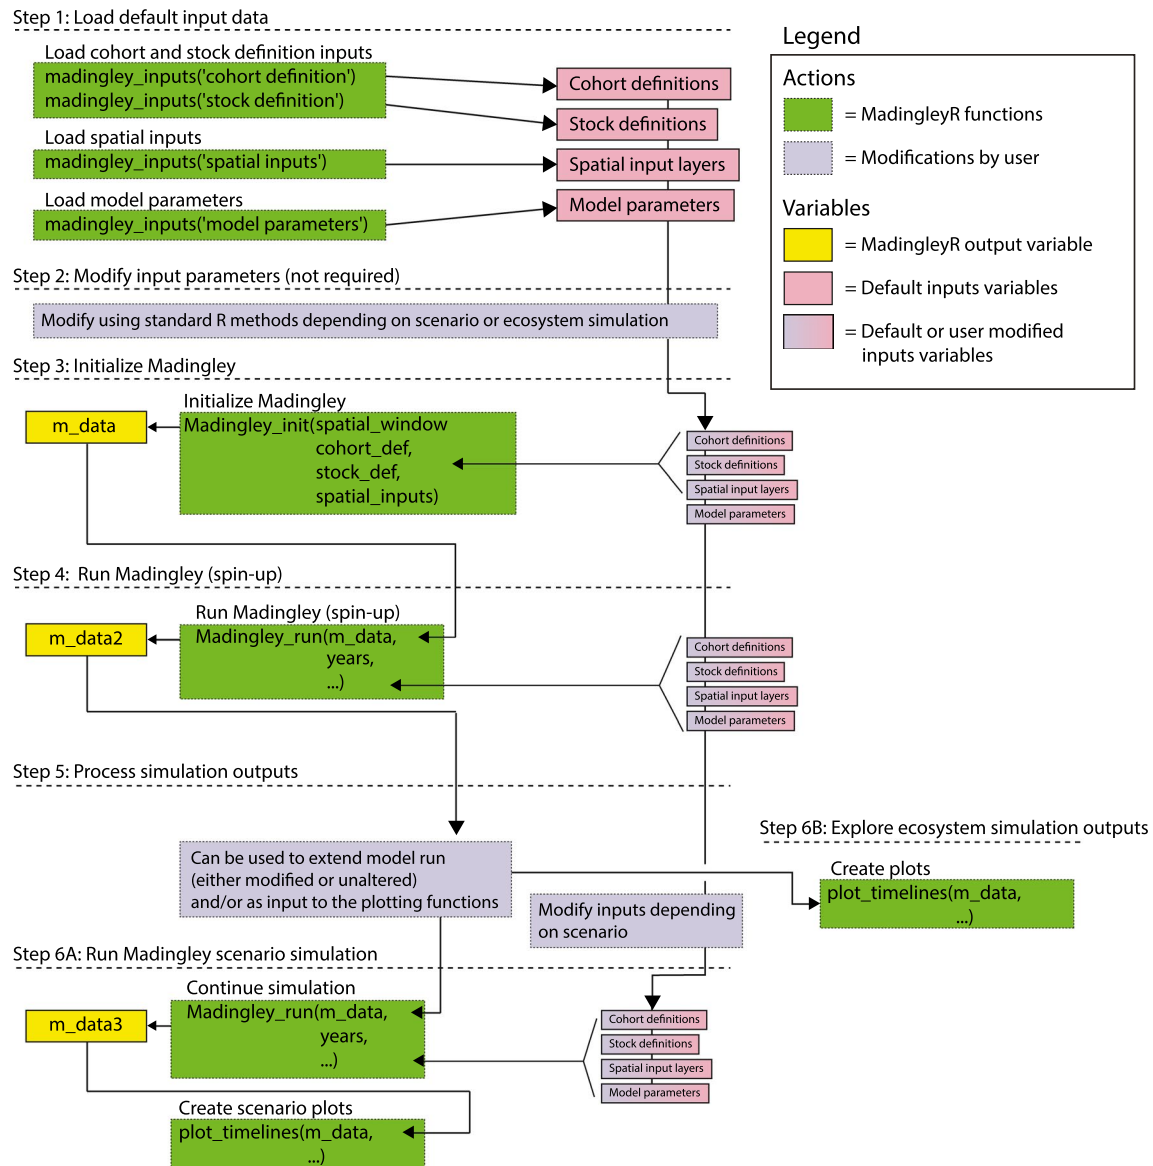 Step 1: Load default input data
Load cohort and stock definition inputs
madingley_inputs('cohort definition')
madingley_inputs('stock definition')
Load spatial inputs
madingley_inputs('spatial inputs')
Load model parameters
madingley_inputs('model parameters')
Cohort definitions
Stock definitions
Spatial input layers
Model parameters
Legend
Actions
= MadingleyR functions
= Modifications by user
Variables
= MadingleyR output variable
= Default inputs variables
= Default or user modified
inputs variables
Step 2: Modify input parameters (not required)
Modify using standard R methods depending on scenario or ecosystem simulation
Step 3: Initialize Madingley
Initialize Madingley
m_data
Madingley_init(spatial_window
cohort_def,
stock_def,
spatial_inputs)
Cohort definitions
Stock definitions
Spatial input layers
Model parameters
Step 4:  Run Madingley (spin-up)
Run Madingley (spin-up)
m_data2
Madingley_run(m_data,
years,
...)
Cohort definitions
Stock definitions
Spatial input layers
Model parameters
Step 5: Process simulation outputs
Can be used to extend model run
(either modified or unaltered)
and/or as input to the plotting functions
Modify inputs depending
on scenario
Step 6B: Explore ecosystem simulation outputs
Create plots
plot_timelines(m_data,
...)
Step 6A: Run Madingley scenario simulation
Continue simulation
m_data3
Madingley_run(m_data,
years,
...)
Cohort definitions
Stock definitions
Spatial input layers
Model parameters
Create scenario plots
plot_timelines(m_data,
...)